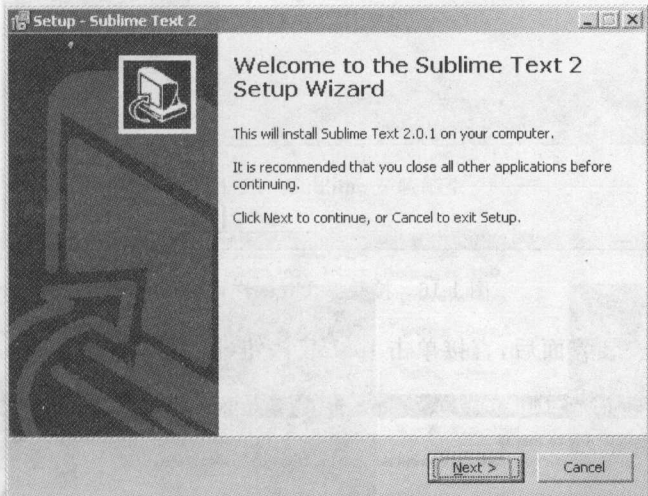 Setup - Sublime Text 2
Welcome to the Sublime Text 2
Setup Wizard
This will install Sublime Text 2.0.1 on your computer.
It is recommended that you close all other applications before
continuing.
Click Next to continue, or Cancel to exit Setup.
Next >
Cancel